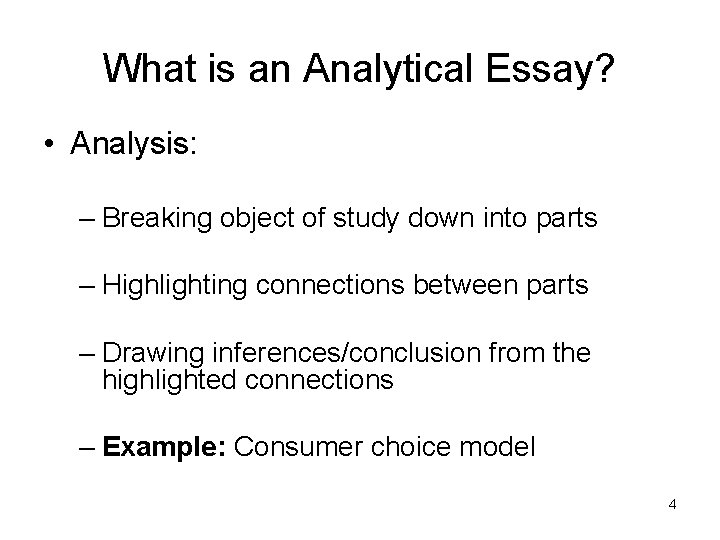 What is an Analytical Essay?
• Analysis:
– Breaking object of study down into parts
– Highlighting connections between parts
– Drawing inferences/conclusion from the
highlighted connections
– Example: Consumer choice model
4